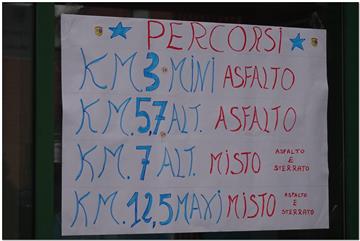 PERCORSI
KM.3 MINI ASFALTO
KM.5,7 ALT. ASFALTO
KM.7 ALT. MISTO ASFALTO E STERRATO
KM.12,5 MAXI MISTO ASFALTO E STERRATO